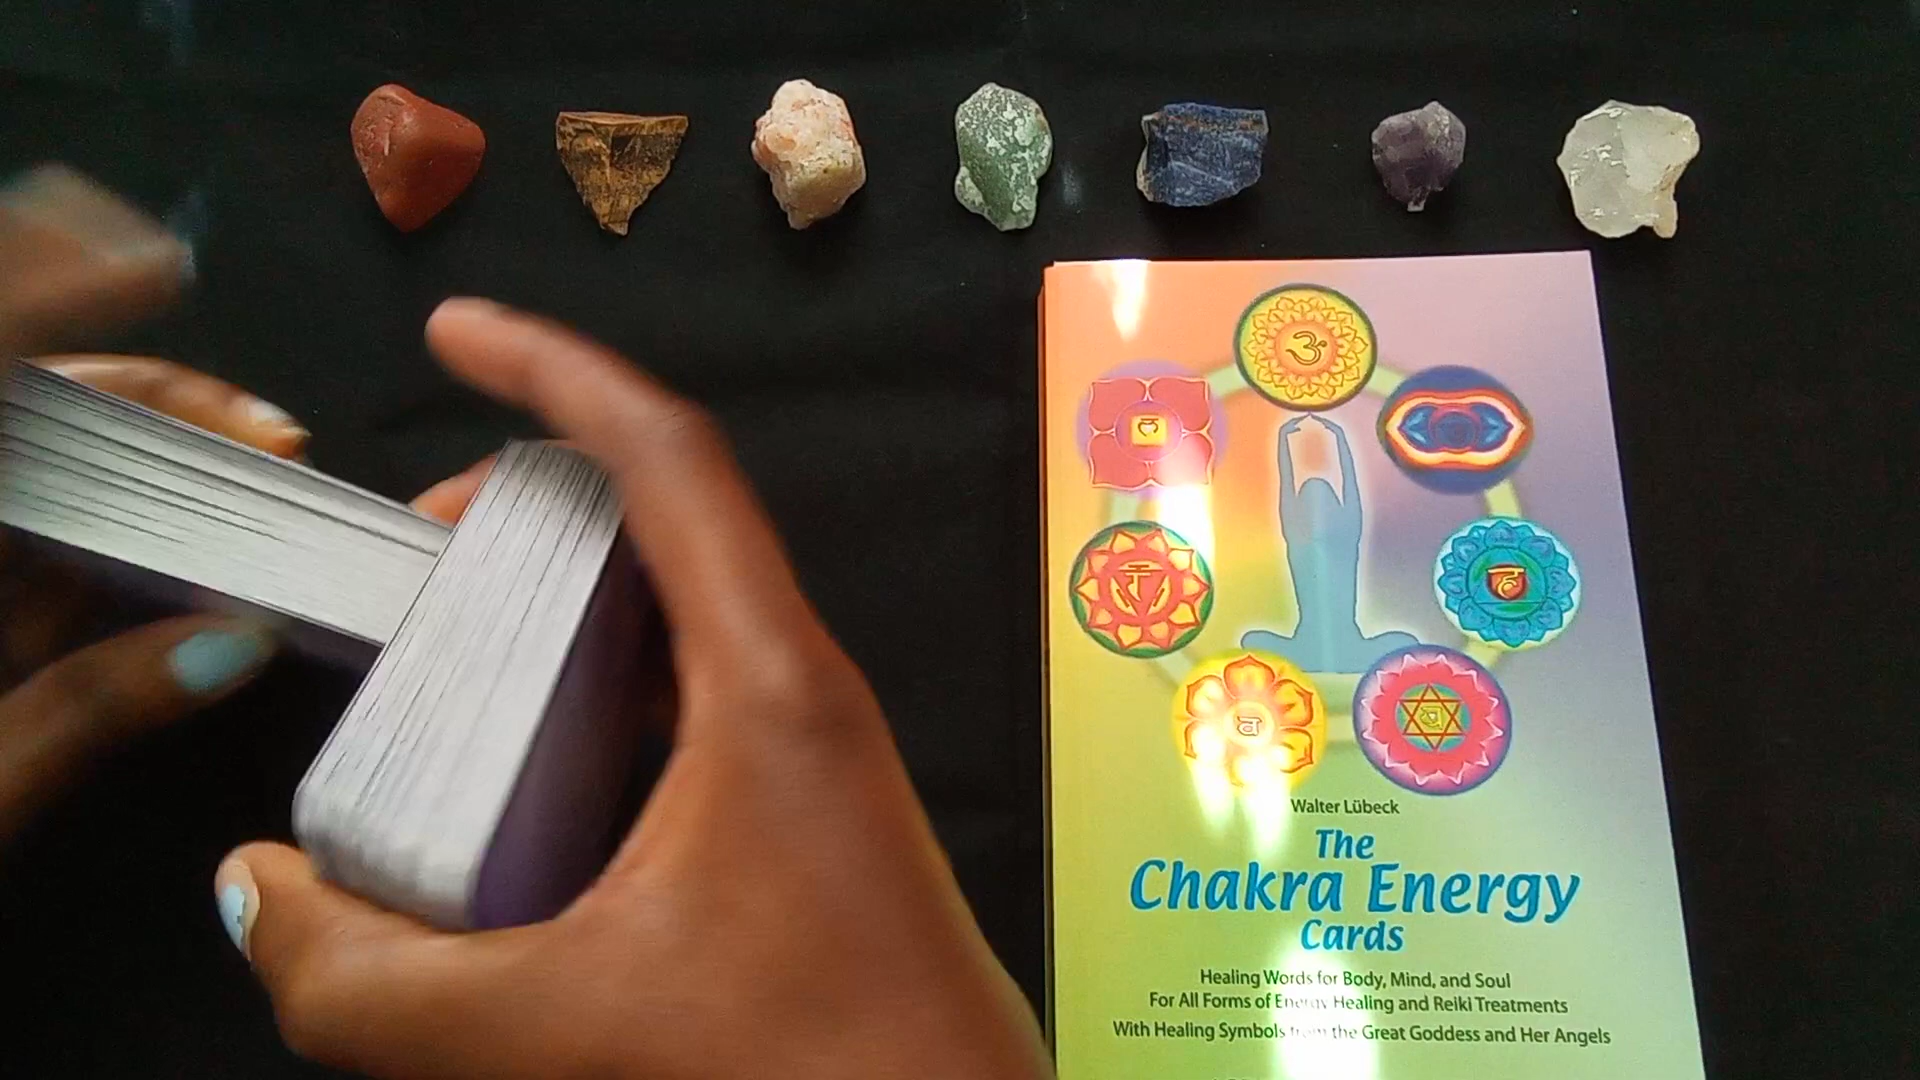 ॐ
Walter Lübeck
The
Chakra Energy
Cards
Healing Words for Body, Mind, and Soul
For All Forms of Energy Healing and Reiki Treatments
With Healing Symbols from the Great Goddess and Her Angels